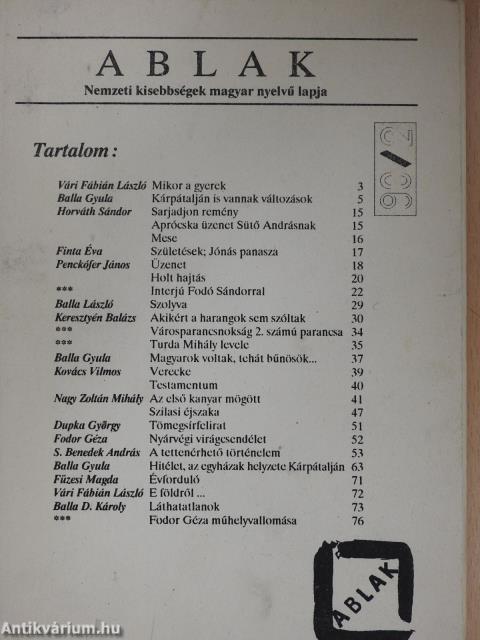 ABLAK
Nemzeti kisebbségek magyar nyelvű lapja
90/2
Tartalom :
Vári Fábián László Mikor a gyerek 3
Balla Gyula Kárpátalján is vannak változások 5
Horváth Sándor Sarjadjon remény 15
Aprócska üzenet Sütő Andrásnak 15
Mese 16
Finta Éva Születések; Jónás panasza 17
Penckófer János Üzenet 18
Holt hajtás 20
*** Interjú Fodó Sándorral 22
Balla László Szolyva 29
Keresztyén Balázs Akikért a harangok sem szóltak 30
*** Városparancsnokság 2. számú parancsa 34
*** Turda Mihály levele 35
Balla Gyula Magyarok voltak, tehát bűnösök... 37
Kovács Vilmos Verecke 39
Testamentum 40
Nagy Zoltán Mihály Az első kanyar mögött 41
Szilasi éjszaka 47
Dupka György Tömegsírfelirat 51
Fodor Géza Nyárvégi virágcsendélet 52
S. Benedek András A tettenérhető történelem 53
Balla Gyula Hitélet, az egyházak helyzete Kárpátalján 63
Füzesi Magda Évforduló 71
Vári Fábián László E földről ... 72
Balla D. Károly Láthatatlanok 73
*** Fodor Géza műhelyvallomása 76
ABLAK
Antikvárium.hu
Antikvárium.hu